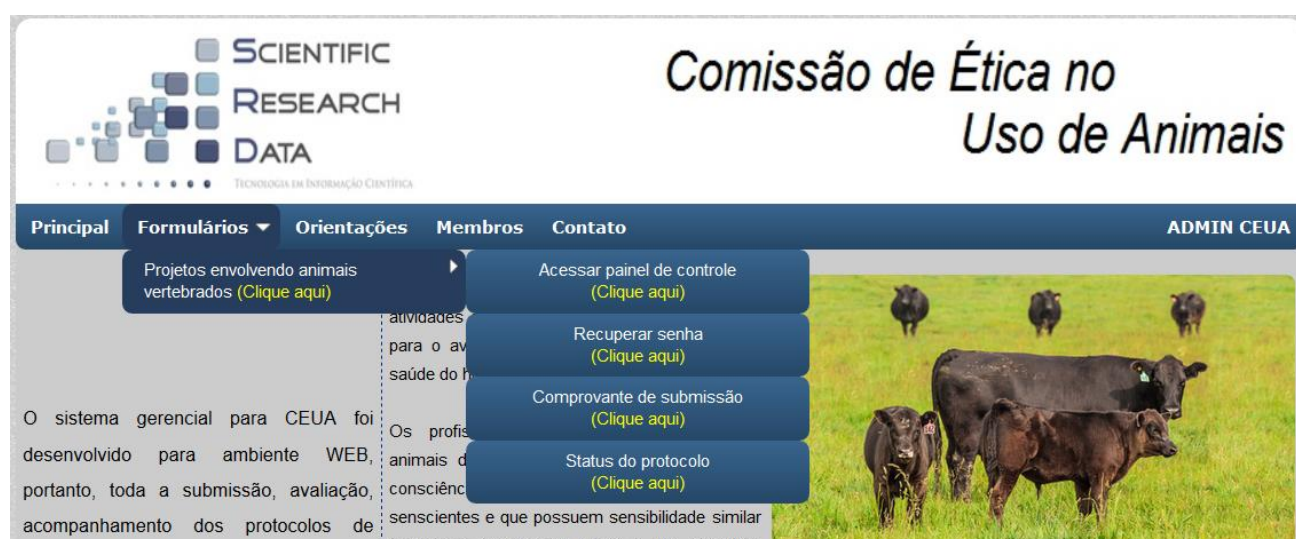 SCIENTIFIC
RESEARCH
DATA
TECNOLOGIA EM INFORMAÇÃO CIENTÍFICA
Comissão de Ética no
Uso de Animais
Principal Formulários Orientações Membros Contato ADMIN CEUA
Projetos envolvendo animais
vertebrados (Clique aqui)
Acessar painel de controle
(Clique aqui)
Recuperar senha
(Clique aqui)
Comprovante de submissão
(Clique aqui)
Status do protocolo
(Clique aqui)
O sistema gerencial para CEUA foi
desenvolvido para ambiente WEB,
portanto, toda a submissão, avaliação,
acompanhamento dos protocolos de
atividades
para o
saúde do
Os
animais
senscientes e que possuem sensibilidade similar